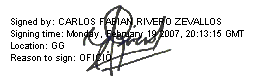 Signed by: CARLOS FABIAN RIVERO ZEVALLOS
Signing time: Monday, February 19 2007, 20:13:15 GMT
Location: GG
Reason to sign: OFICIO